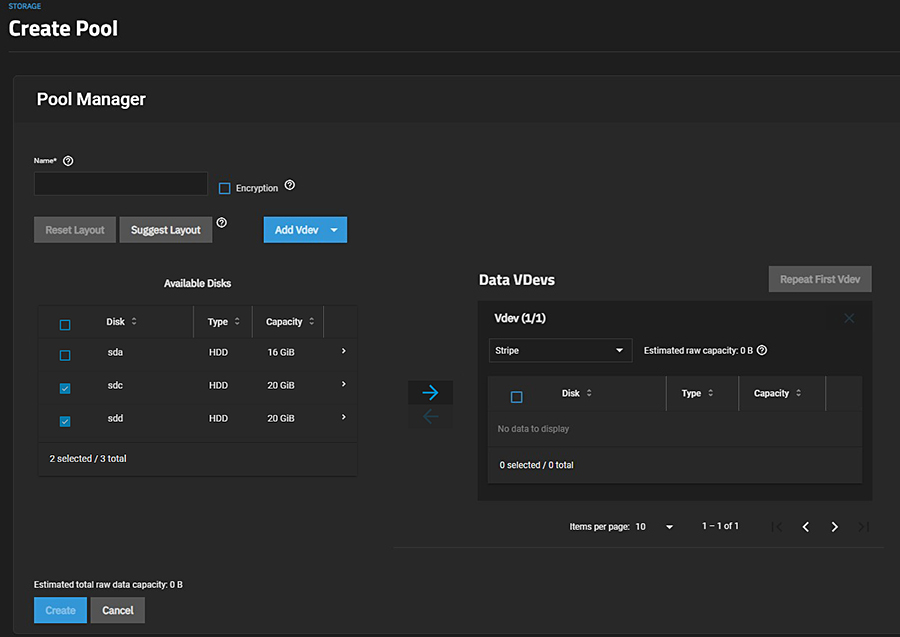 STORAGE
Create Pool
Pool Manager
Name*
Encryption
Reset Layout
Suggest Layout
Add Vdev
Available Disks
Disk Type Capacity
sda HDD 16 GiB
sdc HDD 20 GiB
sdd HDD 20 GiB
2 selected / 3 total
Data VDevs
Repeat First Vdev
Vdev (1/1)
Stripe
Estimated raw capacity: 0 B
Disk Type Capacity
No data to display
0 selected / 0 total
Items per page: 10 1 – 1 of 1
Estimated total raw data capacity: 0 B
Create
Cancel